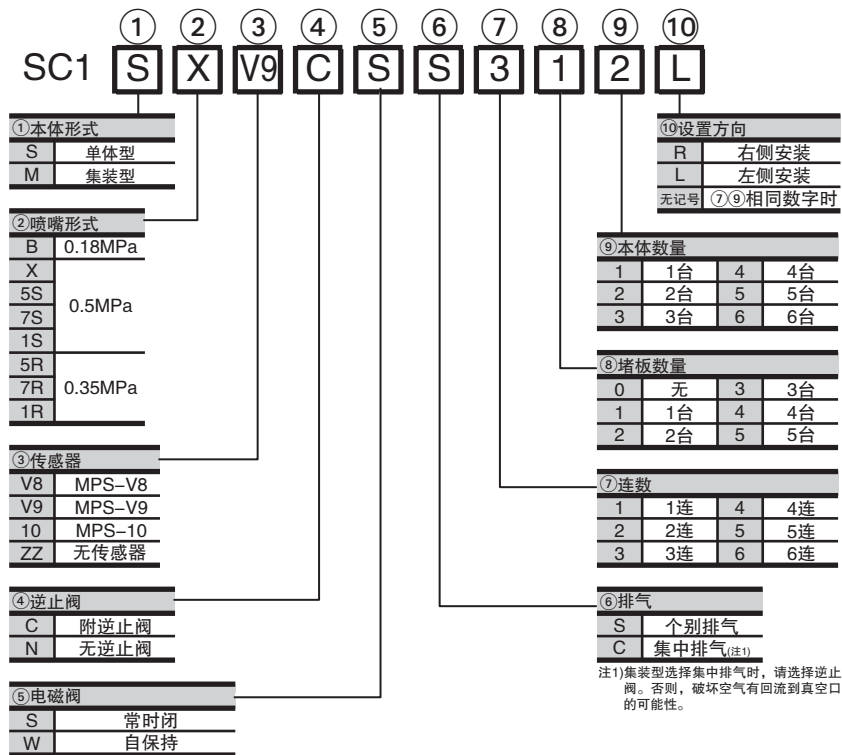 ① ② ③ ④ ⑤ ⑥ ⑦ ⑧ ⑨ ⑩
SC1 S X V9 C S S 3 1 2 L
①本体形式
S 单体型
M 集装型
②喷嘴形式
B 0.18MPa
X
5S
7S
1S
0.5MPa
5R
7R
1R
0.35MPa
③传感器
V8 MPS-V8
V9 MPS-V9
10 MPS-10
ZZ 无传感器
④逆止阀
C 附逆止阀
N 无逆止阀
⑤电磁阀
S 常时闭
W 自保持
⑩设置方向
R 右侧安装
L 左侧安装
无记号 ⑦⑨相同数字时
⑨本体数量
1 1台 4 4台
2 2台 5 5台
3 3台 6 6台
⑧堵板数量
0 无 3 3台
1 1台 4 4台
2 2台 5 5台
⑦连数
1 1连 4 4连
2 2连 5 5连
3 3连 6 6连
⑥排气
S 个别排气
C 集中排气(注1)
注1)集装型选择集中排气时，请选择逆止
阀。否则，破坏空气有回流到真空口
的可能性。